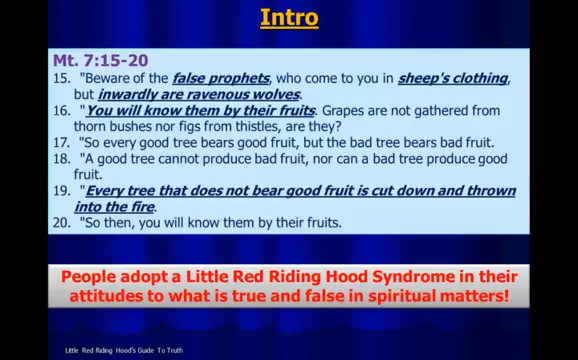 Intro
Mt. 7:15-20
15. "Beware of the false prophets, who come to you in sheep's clothing,
but inwardly are ravenous wolves.
16. "You will know them by their fruits. Grapes are not gathered from
thorn bushes nor figs from thistles, are they?
17. "So every good tree bears good fruit, but the bad tree bears bad fruit.
18. "A good tree cannot produce bad fruit, nor can a bad tree produce good
fruit.
19. "Every tree that does not bear good fruit is cut down and thrown
into the fire.
20. "So then, you will know them by their fruits.
People adopt a Little Red Riding Hood Syndrome in their
attitudes to what is true and false in spiritual matters!
Little Red Riding Hood's Guide To Truth